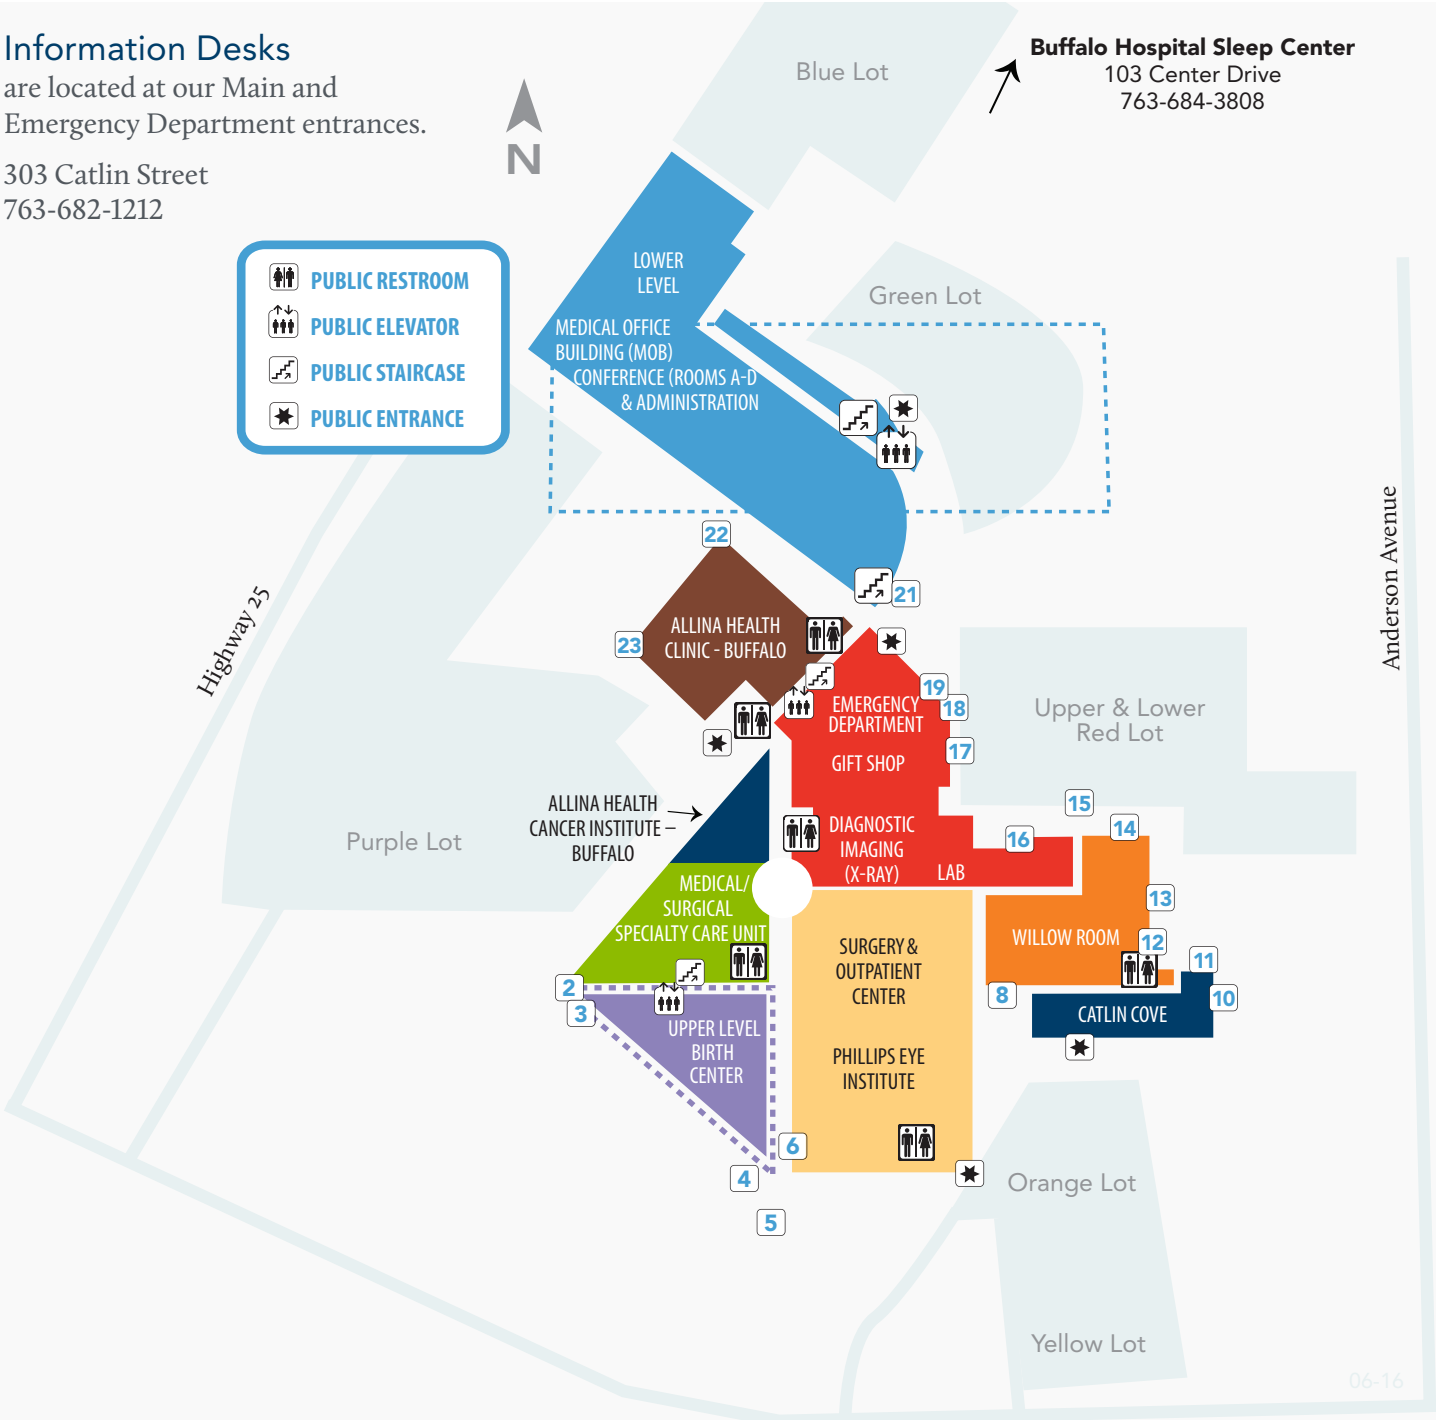 Information Desks
are located at our Main and
Emergency Department entrances.
303 Catlin Street
763-682-1212
N
Blue Lot
Buffalo Hospital Sleep Center
103 Center Drive
763-684-3808
PUBLIC RESTROOM
PUBLIC ELEVATOR
PUBLIC STAIRCASE
PUBLIC ENTRANCE
LOWER
LEVEL
Green Lot
MEDICAL OFFICE
BUILDING (MOB)
CONFERENCE (ROOMS A-D
& ADMINISTRATION
Highway 25
Anderson Avenue
22
21
23
ALLINA HEALTH
CLINIC - BUFFALO
19
18
17
EMERGENCY
DEPARTMENT
GIFT SHOP
Upper & Lower
Red Lot
ALLINA HEALTH
CANCER INSTITUTE –
BUFFALO
Purple Lot
DIAGNOSTIC
IMAGING
(X-RAY)
LAB
16
15
14
13
12
11
10
8
MEDICAL/
SURGICAL
SPECIALTY CARE UNIT
WILLOW ROOM
SURGERY &
OUTPATIENT
CENTER
CATLIN COVE
2
3
UPPER LEVEL
BIRTH
CENTER
PHILLIPS EYE
INSTITUTE
6
4
5
Orange Lot
Yellow Lot
06-16